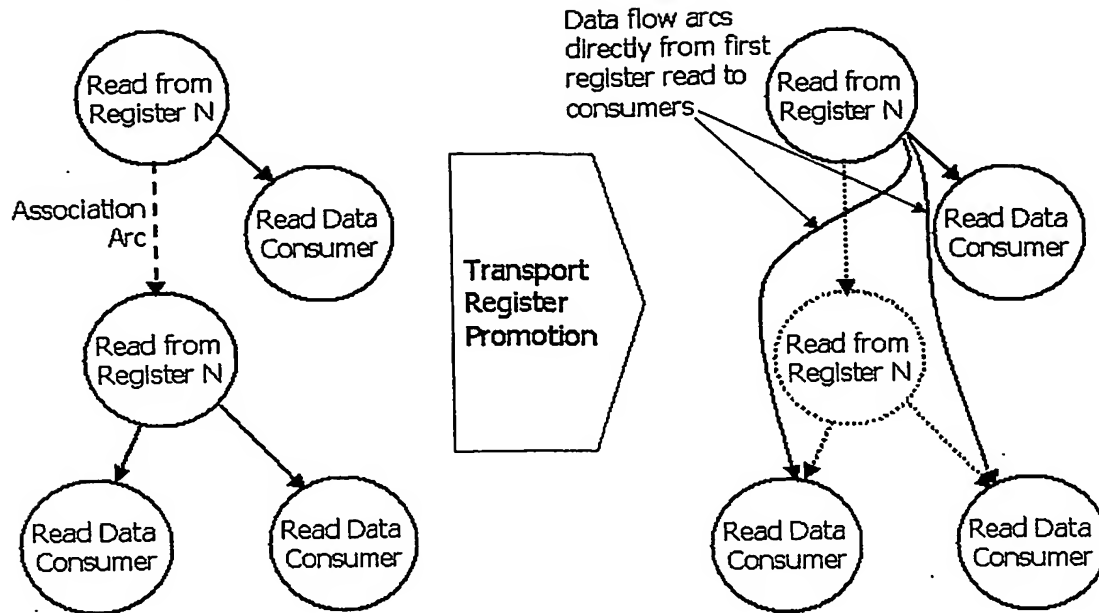 Read from
Register N
Read Data
Consumer
Association
Arc
Read from
Register N
Read Data
Consumer
Read Data
Consumer
Transport
Register
Promotion
Data flow arcs
directly from first
register read to
consumers
Read from
Register N
Read Data
Consumer
Read from
Register N
Read Data
Consumer
Read Data
Consumer